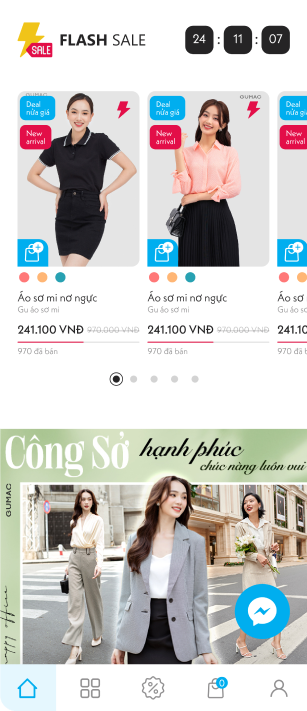 SALE
FLASH SALE
24 : 11 : 07
GUMAC
Deal
nửa giá
New
arrival
GUMAC
Deal
nửa giá
New
arrival
Deal
nửa giá
New
arrival
Áo sơ mi nơ ngực
Gu áo sơ mi
241.100 VNĐ 970.000 VNĐ
970 đã bán
Áo sơ mi nơ ngực
Gu áo sơ mi
241.100 VNĐ 970.000 VNĐ
970 đã bán
Áo sơ
Gu áo sơ
241.10
970 đã b
Công Sở
hạnh phúc
chúc nàng luôn vui
GUMAC
happy office
0